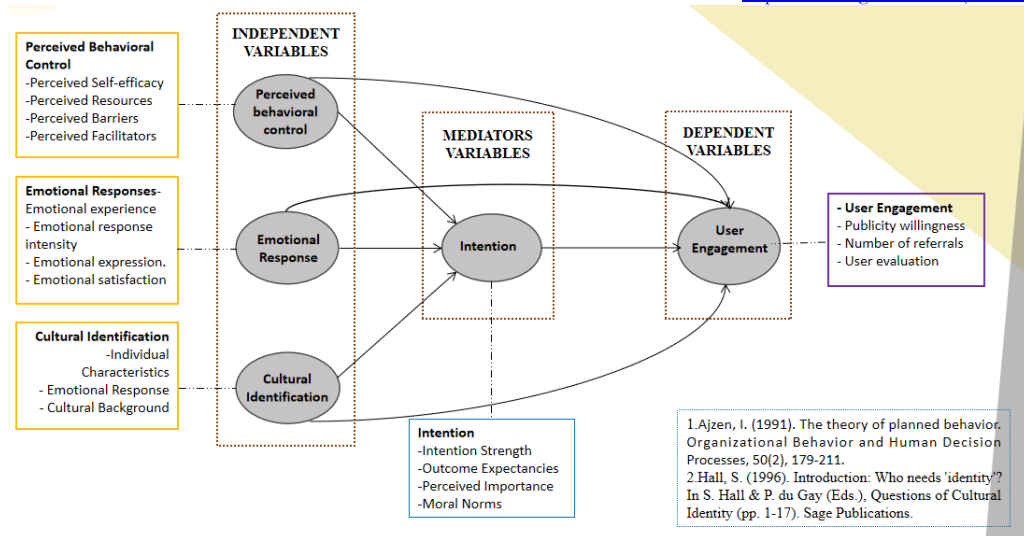 INDEPENDENT
VARIABLES
Perceived Behavioral
Control
-Perceived Self-efficacy
-Perceived Resources
-Perceived Barriers
-Perceived Facilitators
Perceived
behavioral
control
MEDIATORS
VARIABLES
DEPENDENT
VARIABLES
Emotional Responses-
Emotional experience
- Emotional response
intensity
- Emotional expression.
- Emotional satisfaction
Emotional
Response
Intention
User
Engagement
- User Engagement
- Publicity willingness
- Number of referrals
- User evaluation
Cultural Identification
-Individual
Characteristics
- Emotional Response
- Cultural Background
Cultural
Identification
Intention
-Intention Strength
-Outcome Expectancies
-Perceived Importance
-Moral Norms
1.Ajzen, I. (1991). The theory of planned behavior.
Organizational Behavior and Human Decision
Processes, 50(2), 179-211.
2.Hall, S. (1996). Introduction: Who needs 'identity'?
In S. Hall & P. du Gay (Eds.), Questions of Cultural
Identity (pp. 1-17). Sage Publications.